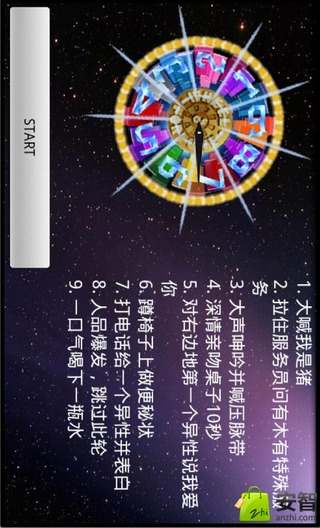 1. 大喊我是猪
2. 拉住服务员问有木有特殊服
务
3. 大声呻吟并喊压脉带.
4. 深情亲吻桌子10秒
5. 对右边地第一个异性说我爱
你
6. 蹲椅子上做便秘状
7. 打电话给一个异性并表白
8. 人品爆发，跳过此轮
9. 一口气喝下一瓶水
START
zhi
安智
anzhi.com